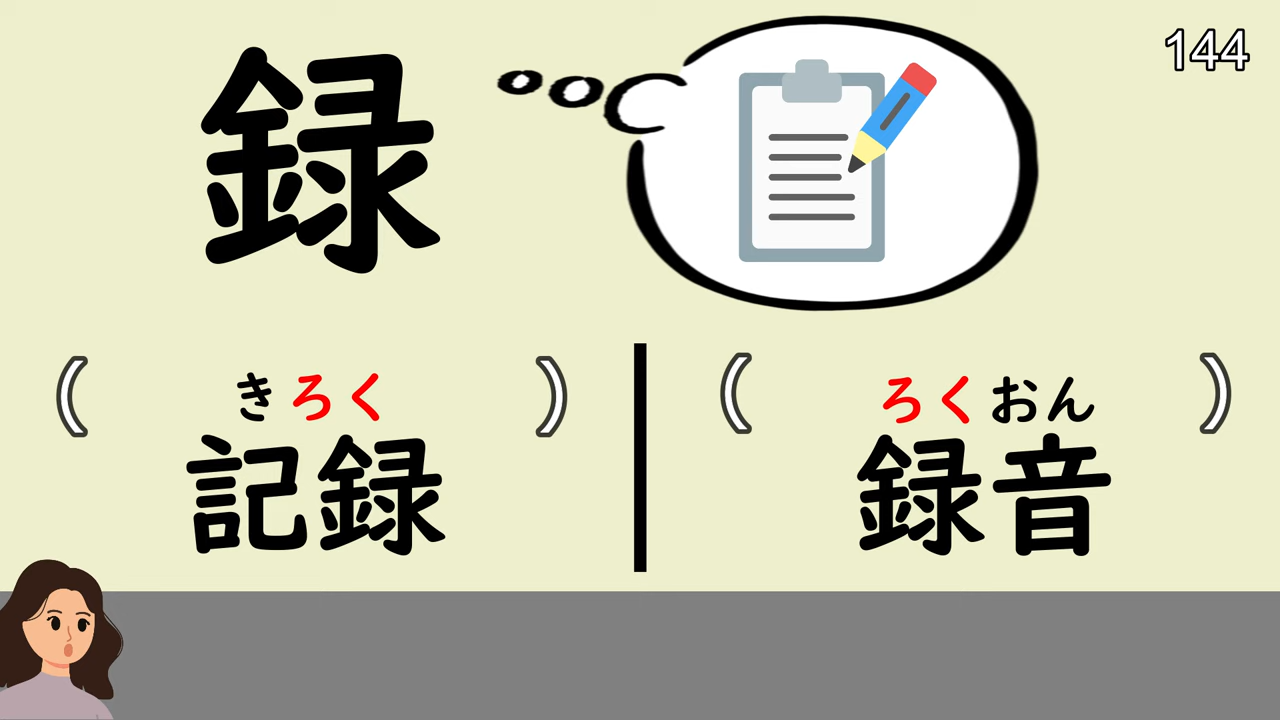 144
録
( きろく )
記録
( ろくおん )
録音